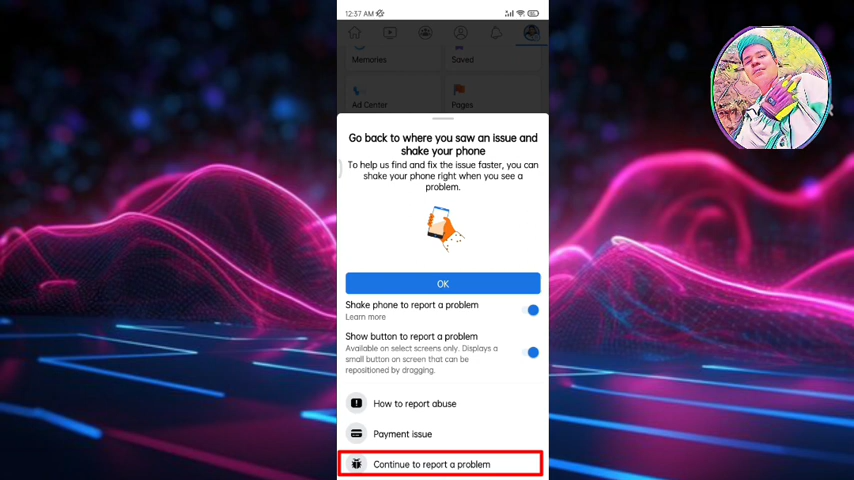 12:37 AM
Memories
Saved
Ad Center
Pages
Go back to where you saw an issue and
shake your phone
To help us find and fix the issue faster, you can
shake your phone right when you see a
problem.
OK
Shake phone to report a problem
Learn more
Show button to report a problem
Available on select screens only. Displays a
small button on screen that can be
repositioned by dragging.
How to report abuse
Payment issue
Continue to report a problem